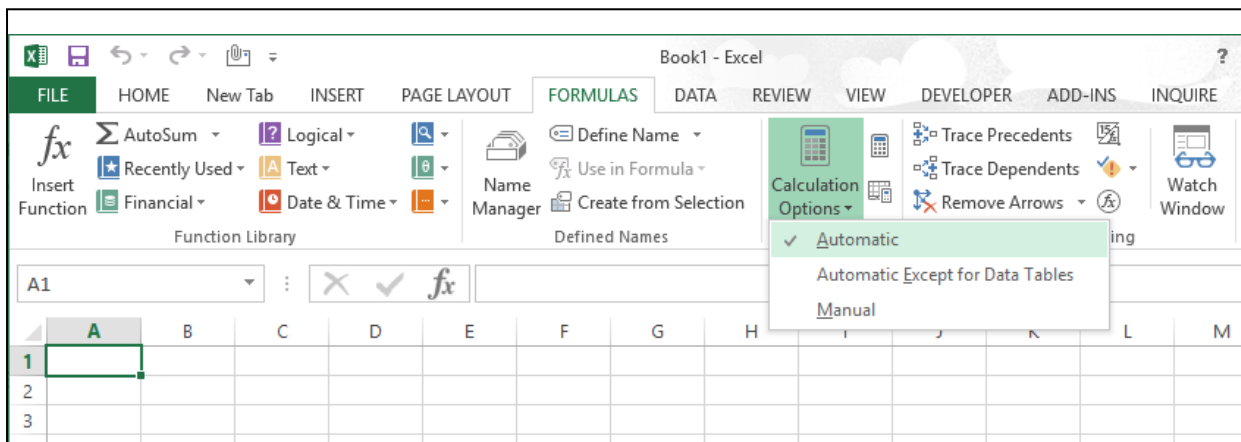 Book1 - Excel ?
FILE HOME New Tab INSERT PAGE LAYOUT FORMULAS DATA REVIEW VIEW DEVELOPER ADD-INS INQUIRE
fx Σ AutoSum ? Logical Define Name Trace Precedents
Recently Used A Text θ Use in Formula Trace Dependents
Insert Function Financial Date & Time Name Manager Create from Selection Calculation Options Remove Arrows fx Watch Window
Function Library Defined Names ing
Automatic
Automatic Except for Data Tables
Manual
A1 fx
A B C D E F G H I J K L M
1
2
3